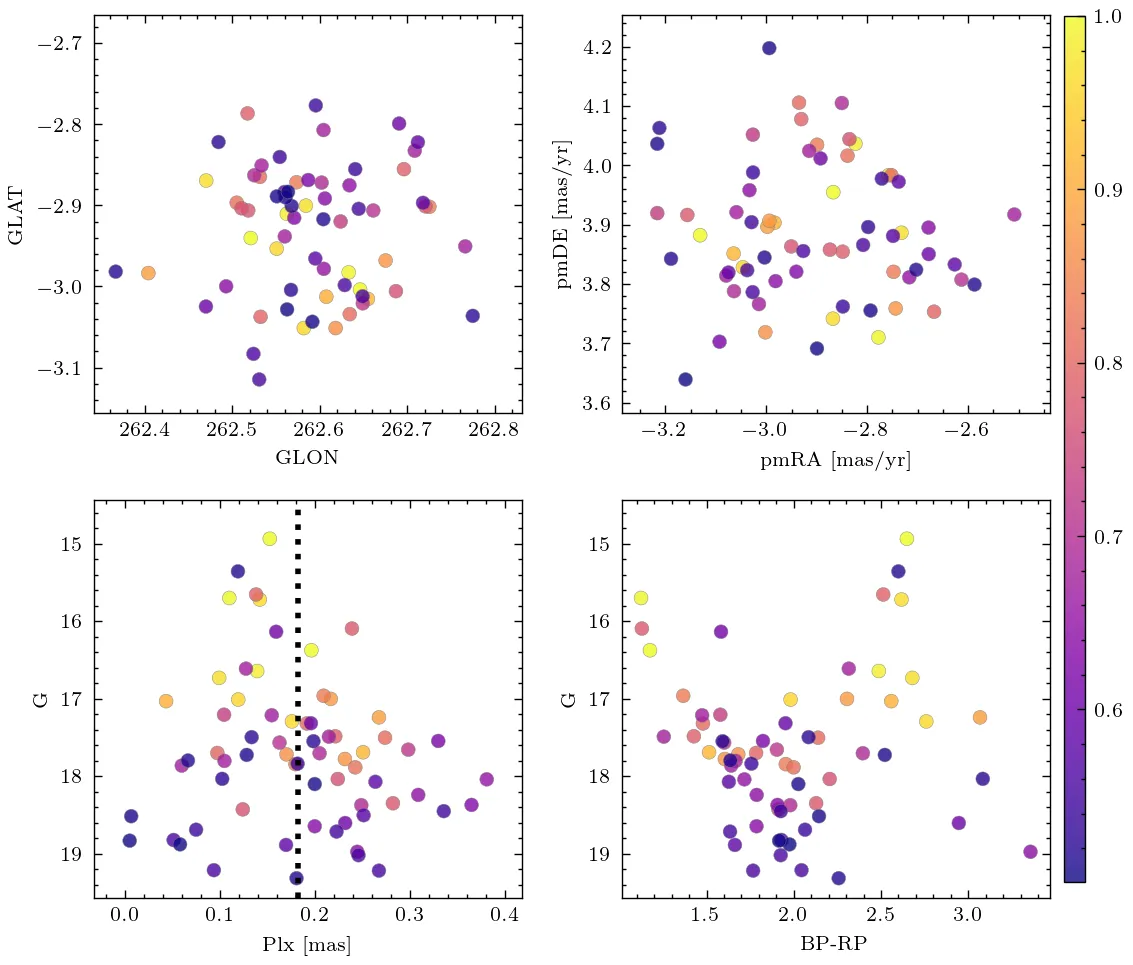 −2.7
−2.8
−2.9
−3.0
−3.1
GLAT
262.4 262.5 262.6 262.7 262.8
GLON
4.2
4.1
4.0
3.9
3.8
3.7
3.6
pmDE [mas/yr]
−3.2 −3.0 −2.8 −2.6
pmRA [mas/yr]
1.0
0.9
0.8
0.7
0.6
15
16
17
18
19
G
0.0 0.1 0.2 0.3 0.4
Plx [mas]
15
16
17
18
19
G
1.5 2.0 2.5 3.0
BP-RP